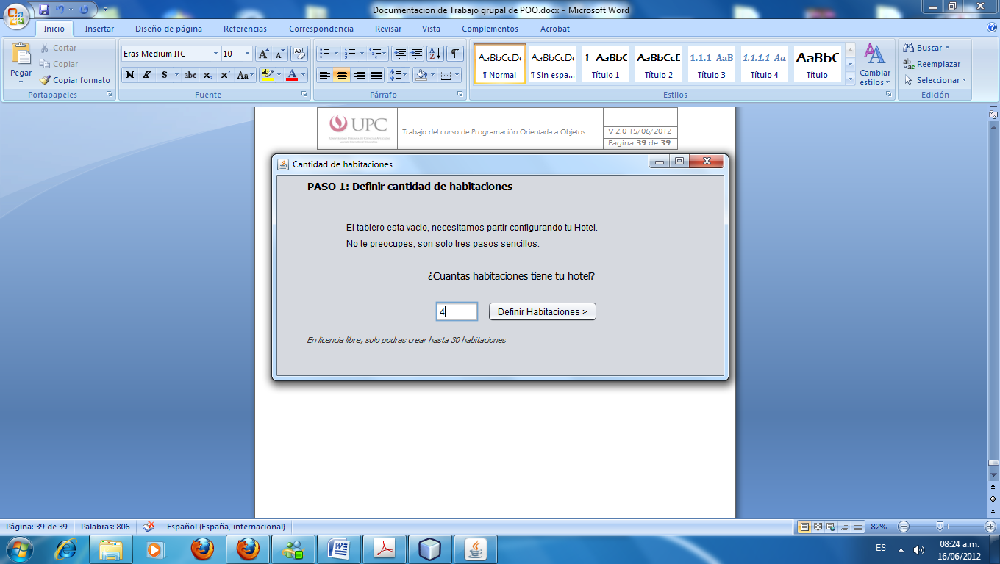 Documentacion de Trabajo grupal de POO.docx - Microsoft Word
Inicio Insertar Diseño de página Referencias Correspondencia Revisar Vista Complementos Acrobat
Pegar
Cortar
Copiar
Copiar formato
Portapapeles
Eras Medium ITC 10
N K S abc x₂ x² Aa
Fuente
Párrafo
AaBbCcDc AaBbCcDc 1 AaBbC AaBbCcD 1.1.1 AaB 1.1.1.1 Aa AaBbC
¶ Normal ¶ Sin espa... Título 1 Título 2 Título 3 Título 4 Título
Cambiar estilos
Estilos
Buscar
Reemplazar
Seleccionar
Edición
UPC
Trabajo del curso de Programación Orientada a Objetos
V 2.0 15/06/2012
Página 39 de 39
Cantidad de habitaciones
PASO 1: Definir cantidad de habitaciones
El tablero esta vacio, necesitamos partir configurando tu Hotel.
No te preocupes, son solo tres pasos sencillos.
¿Cuantas habitaciones tiene tu hotel?
4 Definir Habitaciones >
En licencia libre, solo podras crear hasta 30 habitaciones
Página: 39 de 39 Palabras: 806 Español (España, internacional) 82%
ES 08:24 a.m.
16/06/2012